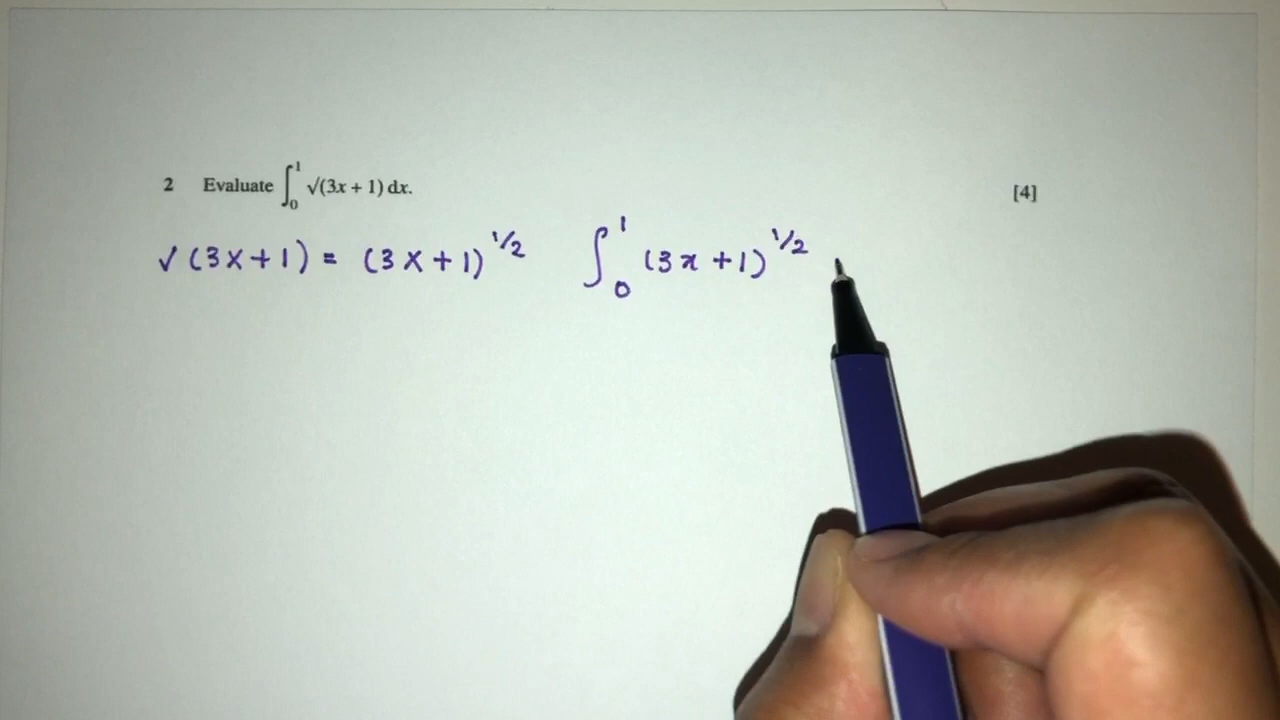 2 Evaluate ∫₀¹ √(3x + 1) dx. [4]
√(3x+1) = (3x+1)^1/2 ∫₀¹ (3x+1)^1/2